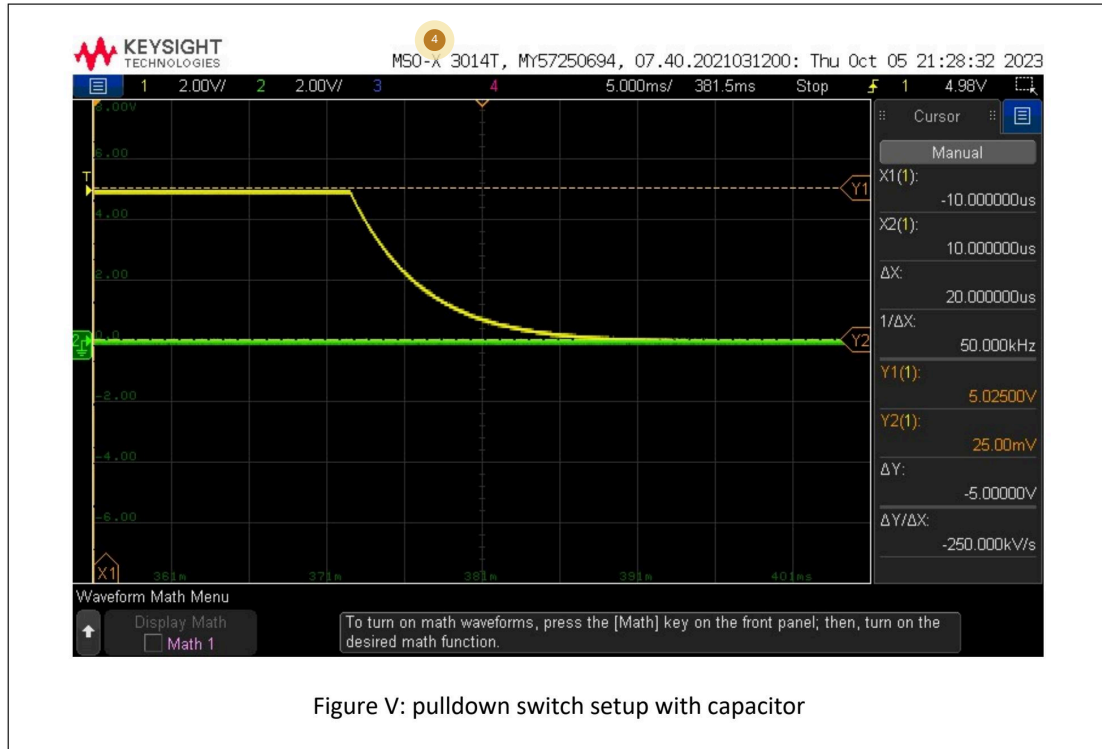 4
KEYSIGHT
TECHNOLOGIES
MSO-X 3014T, MY57250694, 07.40.2021031200: Thu Oct 05 21:28:32 2023
1 2.00V/ 2 2.00V/ 3 4 5.000ms/ 381.5ms Stop 1 4.98V
8.00V
6.00
T
4.00
2.00
2 0.0
-2.00
-4.00
-6.00
Y1
Y2
X1
361m 371m 381m 391m 401ms
Cursor
Manual
X1(1):
-10.000000us
X2(1):
10.000000us
ΔX:
20.000000us
1/ΔX:
50.000kHz
Y1(1):
5.02500V
Y2(1):
25.00mV
ΔY:
-5.00000V
ΔY/ΔX:
-250.000kV/s
Waveform Math Menu
Display Math
Math 1
To turn on math waveforms, press the [Math] key on the front panel; then, turn on the
desired math function.
Figure V: pulldown switch setup with capacitor